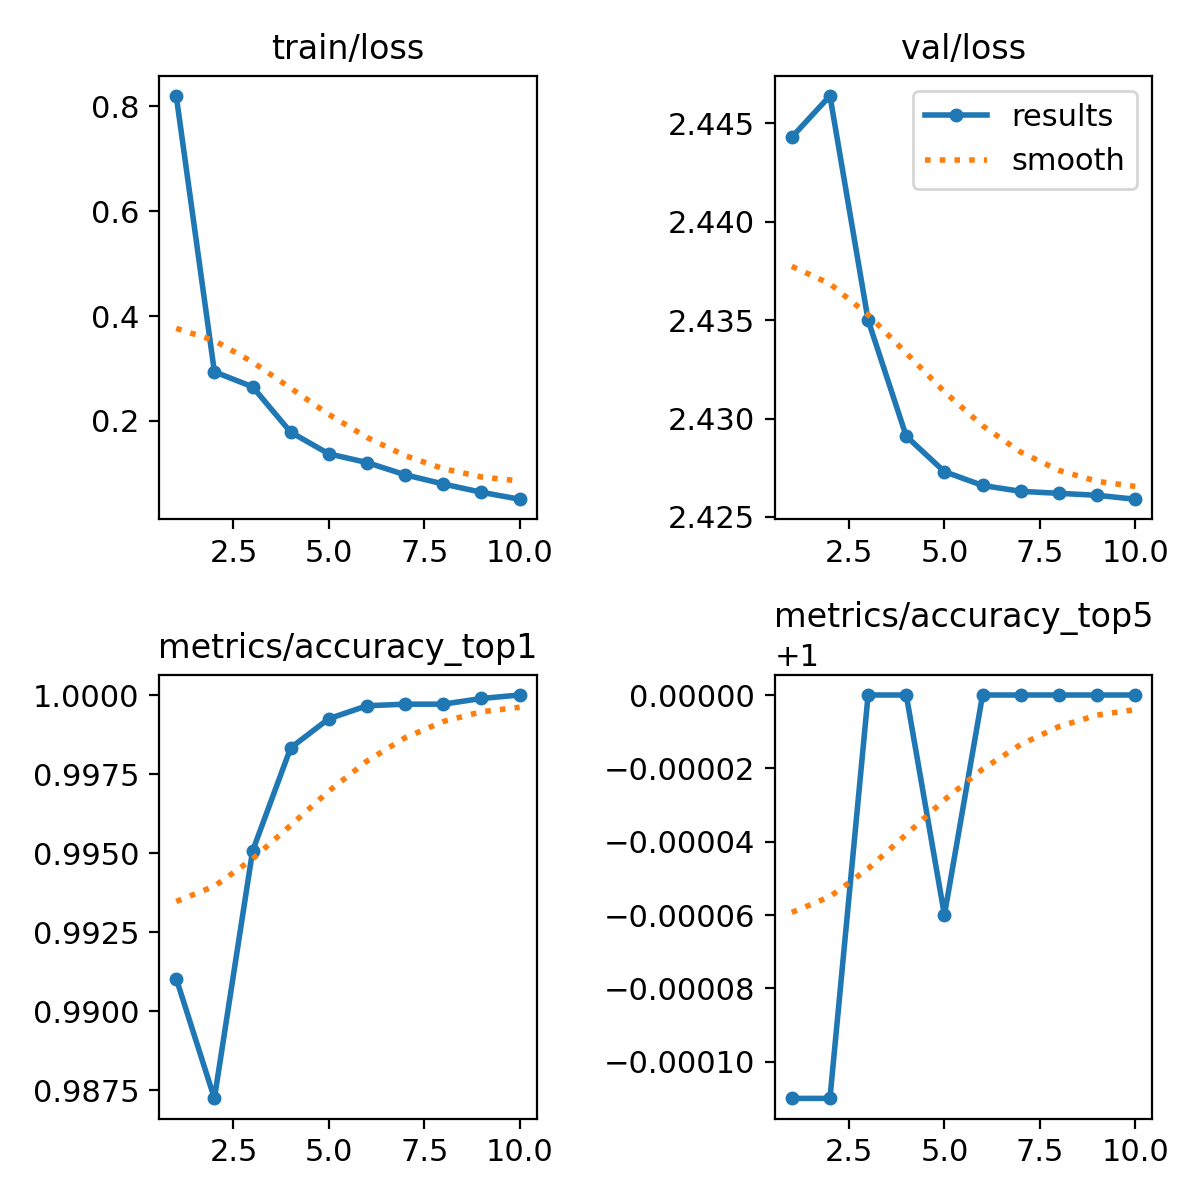 train/loss
0.8
0.6
0.4
0.2
2.5 5.0 7.5 10.0
val/loss
results
smooth
2.445
2.440
2.435
2.430
2.425
2.5 5.0 7.5 10.0
metrics/accuracy_top1
1.0000
0.9975
0.9950
0.9925
0.9900
0.9875
2.5 5.0 7.5 10.0
metrics/accuracy_top5
+1
0.00000
−0.00002
−0.00004
−0.00006
−0.00008
−0.00010
2.5 5.0 7.5 10.0